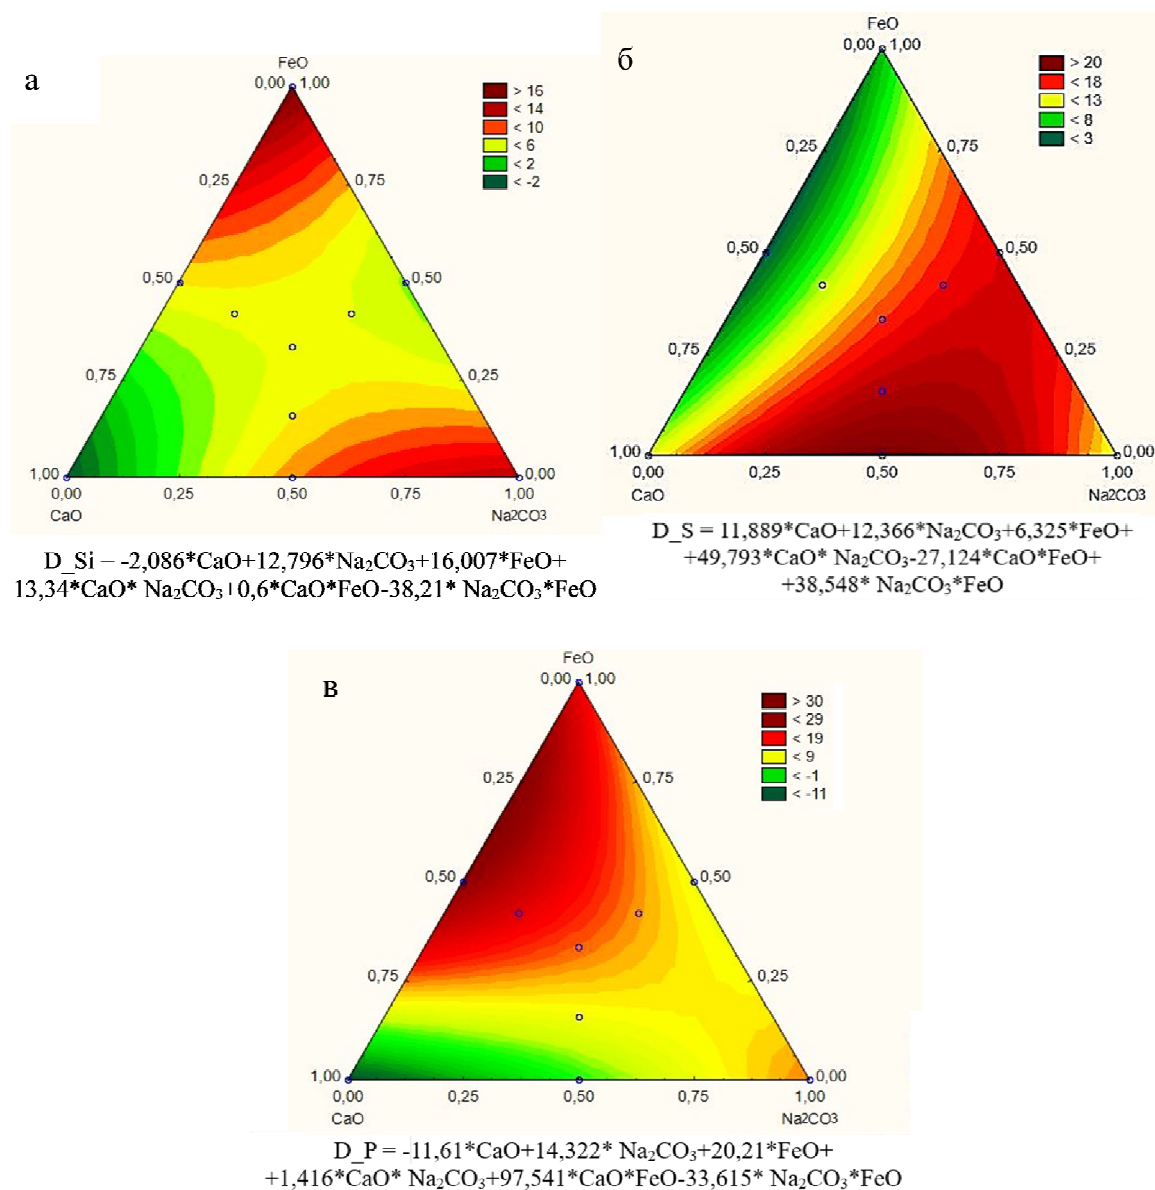 а
FeO
0,00 1,00
> 16
< 14
< 10
< 6
< 2
< -2
0,25 0,75
0,50 0,50
0,75 0,25
1,00 0,00
0,00 0,25 0,50 0,75 1,00
CaO Na2CO3
D_Si – -2,086*CaO+12,796*Na₂CO₃+16,007*FeO+
13,34*CaO* Na₂CO₃+0,6*CaO*FeO-38,21* Na₂CO₃*FeO
б
FeO
0,00 1,00
> 20
< 18
< 13
< 8
< 3
0,25 0,75
0,50 0,50
0,75 0,25
1,00 0,00
0,00 0,25 0,50 0,75 1,00
CaO Na2CO3
D_S = 11,889*CaO+12,366*Na₂CO₃+6,325*FeO+
+49,793*CaO* Na₂CO₃-27,124*CaO*FeO+
+38,548* Na₂CO₃*FeO
в
FeO
0,00 1,00
> 30
< 29
< 19
< 9
< -1
< -11
0,25 0,75
0,50 0,50
0,75 0,25
1,00 0,00
0,00 0,25 0,50 0,75 1,00
CaO Na2CO3
D_P = -11,61*CaO+14,322* Na₂CO₃+20,21*FeO+
+1,416*CaO* Na₂CO₃+97,541*CaO*FeO-33,615* Na₂CO₃*FeO